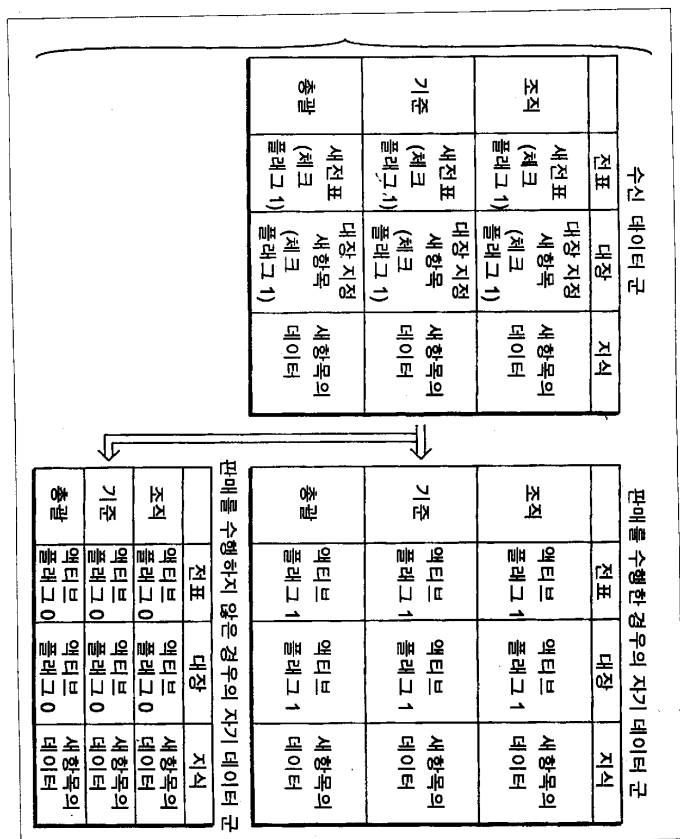 수신 데이터 군
전표
대장
지식
조직
새전표
(체크
플래그 1)
대장 지정
새항목
(체크
플래그 1)
새항목의
데이터
기준
새전표
(체크
플래그 1)
대장 지정
새항목
(체크
플래그 1)
새항목의
데이터
총괄
새전표
(체크
플래그 1)
대장 지정
새항목
(체크
플래그 1)
새항목의
데이터
판매를 수행한 경우의 자기 데이터 군
전표
대장
지식
조직
액티브
플래그 1
액티브
플래그 1
새항목의
데이터
기준
액티브
플래그 1
액티브
플래그 1
새항목의
데이터
총괄
액티브
플래그 1
액티브
플래그 1
새항목의
데이터
판매를 수행하지 않은 경우의 자기 데이터 군
전표
대장
지식
조직
액티브
플래그 0
액티브
플래그 0
새항목의
데이터
기준
액티브
플래그 0
액티브
플래그 0
새항목의
데이터
총괄
액티브
플래그 0
액티브
플래그 0
새항목의
데이터